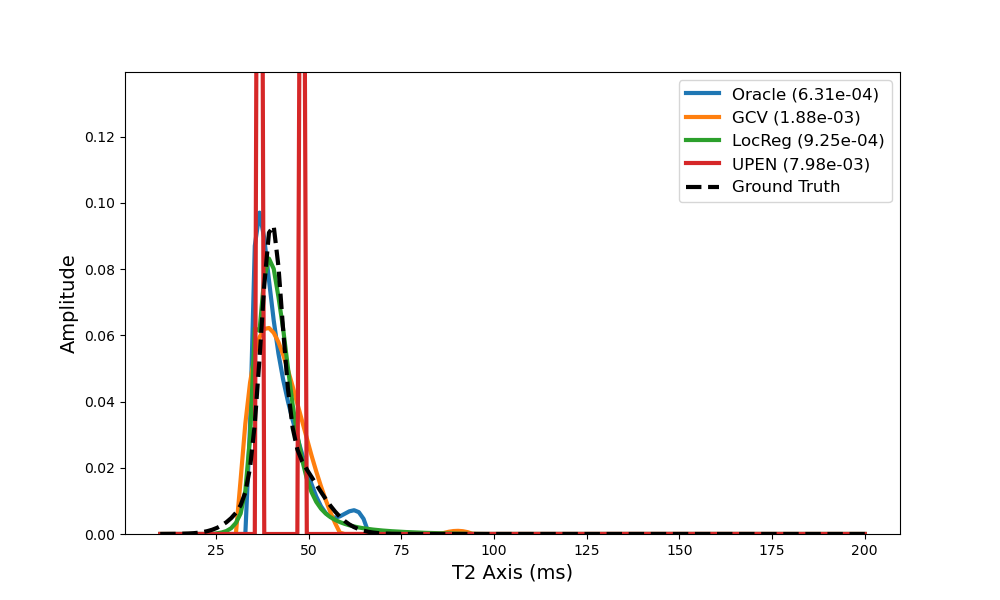 Oracle (6.31e-04)
GCV (1.88e-03)
LocReg (9.25e-04)
UPEN (7.98e-03)
Ground Truth
Amplitude
0.12
0.10
0.08
0.06
0.04
0.02
0.00
25 50 75 100 125 150 175 200
T2 Axis (ms)